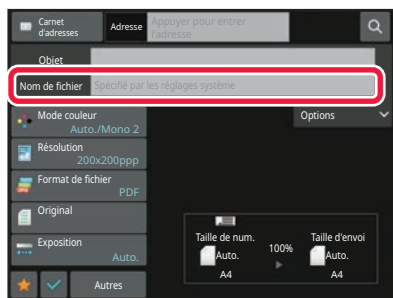 Carnet
d'adresses
Adresse
Appuyer pour entrer
l'adresse
Objet
Nom de fichier
Spécifié par les réglages système
Mode couleur
Auto./Mono 2
Options
Résolution
200x200ppp
Format de fichier
PDF
Original
Exposition
Auto.
Taille de num.
Auto.
A4
100%
Taille d'envoi
Auto.
A4
Autres